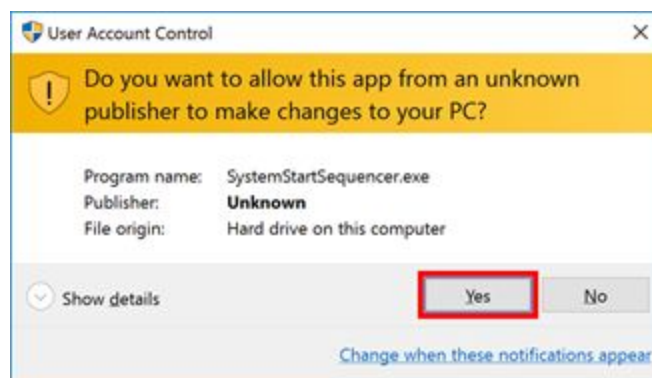 User Account Control
Do you want to allow this app from an unknown
publisher to make changes to your PC?
Program name: SystemStartSequencer.exe
Publisher: Unknown
File origin: Hard drive on this computer
Show details Yes No
Change when these notifications appear